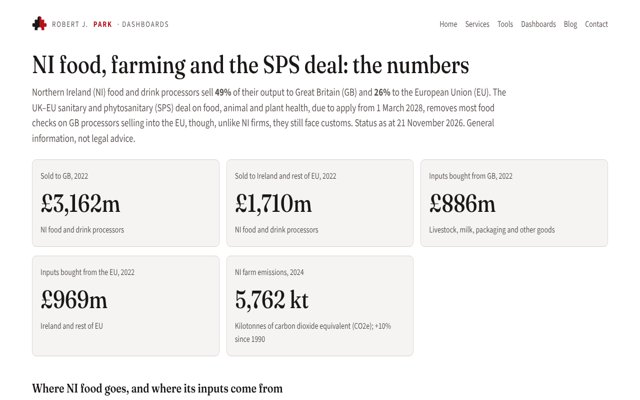 ROBERT J. PARK · DASHBOARDS
Home Services Tools Dashboards Blog Contact
NI food, farming and the SPS deal: the numbers
Northern Ireland (NI) food and drink processors sell 49% of their output to Great Britain (GB) and 26% to the European Union (EU). The
UK–EU sanitary and phytosanitary (SPS) deal on food, animal and plant health, due to apply from 1 March 2028, removes most food
checks on GB processors selling into the EU, though, unlike NI firms, they still face customs. Status as at 21 November 2026. General
information, not legal advice.
Sold to GB, 2022
£3,162m
NI food and drink processors
Sold to Ireland and rest of EU, 2022
£1,710m
NI food and drink processors
Inputs bought from GB, 2022
£886m
Livestock, milk, packaging and other goods
Inputs bought from the EU, 2022
£969m
Ireland and rest of EU
NI farm emissions, 2024
5,762 kt
Kilotonnes of carbon dioxide equivalent (CO2e); +10%
since 1990
Where NI food goes, and where its inputs come from